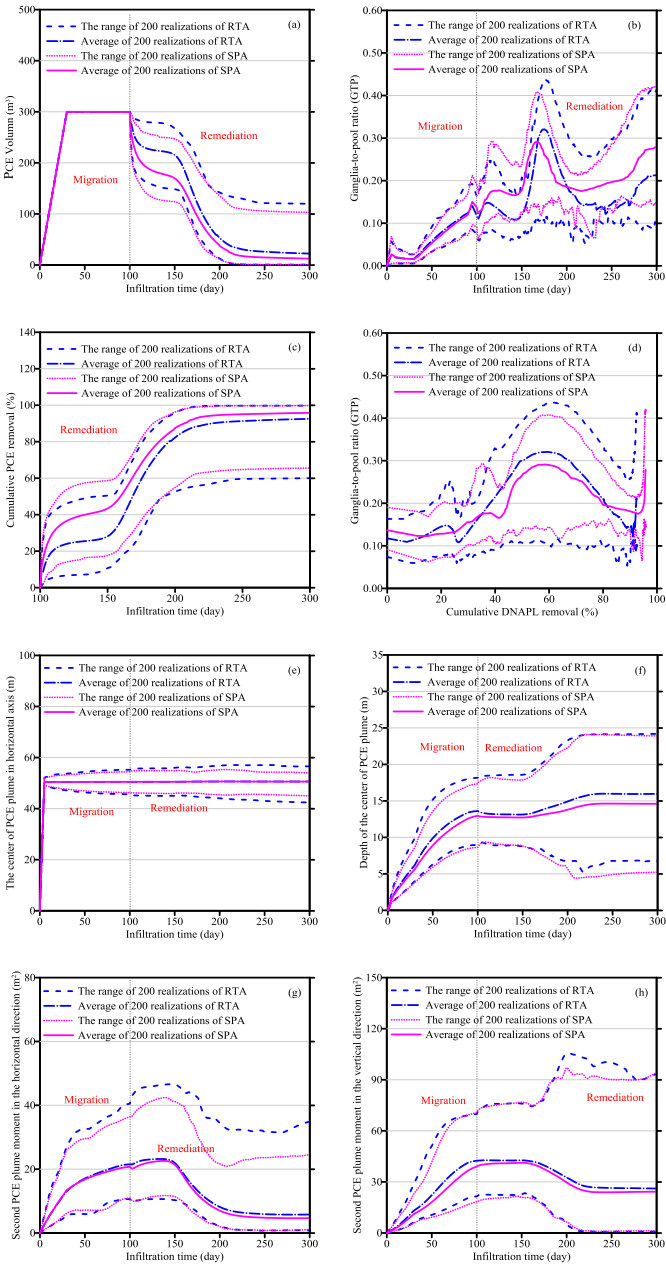 PCE Volumn (m³)
500
400
300
200
100
0
The range of 200 realizations of RTA
Average of 200 realizations of RTA
The range of 200 realizations of SPA
Average of 200 realizations of SPA
(a)
Remediation
Migration
0 50 100 150 200 250 300
Infiltration time (day)
Ganglia-to-pool ratio (GTP)
0.60
0.50
0.40
0.30
0.20
0.10
0.00
The range of 200 realizations of RTA
Average of 200 realizations of RTA
The range of 200 realizations of SPA
Average of 200 realizations of SPA
(b)
Remediation
Migration
0 50 100 150 200 250 300
Infiltration time (day)
Cumulative PCE removal (%)
140
120
100
80
60
40
20
0
The range of 200 realizations of RTA
Average of 200 realizations of RTA
The range of 200 realizations of SPA
Average of 200 realizations of SPA
(c)
Remediation
100 150 200 250 300
Infiltration time (day)
Ganglia-to-pool ratio (GTP)
0.60
0.50
0.40
0.30
0.20
0.10
0.00
The range of 200 realizations of RTA
Average of 200 realizations of RTA
The range of 200 realizations of SPA
Average of 200 realizations of SPA
(d)
0 20 40 60 80 100
Cumulative DNAPL removal (%)
The center of PCE plume in horizontal axis (m)
100
80
60
40
20
0
The range of 200 realizations of RTA
Average of 200 realizations of RTA
The range of 200 realizations of SPA
Average of 200 realizations of SPA
(e)
Migration
Remediation
0 50 100 150 200 250 300
Infiltration time (day)
Depth of the center of PCE plume (m)
35
30
25
20
15
10
5
0
The range of 200 realizations of RTA
Average of 200 realizations of RTA
The range of 200 realizations of SPA
Average of 200 realizations of SPA
(f)
Migration
Remediation
0 50 100 150 200 250 300
Infiltration time (day)
Second PCE plume moment in the horizontal direction (m²)
80
60
40
20
0
The range of 200 realizations of RTA
Average of 200 realizations of RTA
The range of 200 realizations of SPA
Average of 200 realizations of SPA
(g)
Migration
Remediation
0 50 100 150 200 250 300
Infiltration time (day)
Second PCE plume moment in the vertical direction (m²)
150
120
90
60
30
0
The range of 200 realizations of RTA
Average of 200 realizations of RTA
The range of 200 realizations of SPA
Average of 200 realizations of SPA
(h)
Migration
Remediation
0 50 100 150 200 250 300
Infiltration time (day)